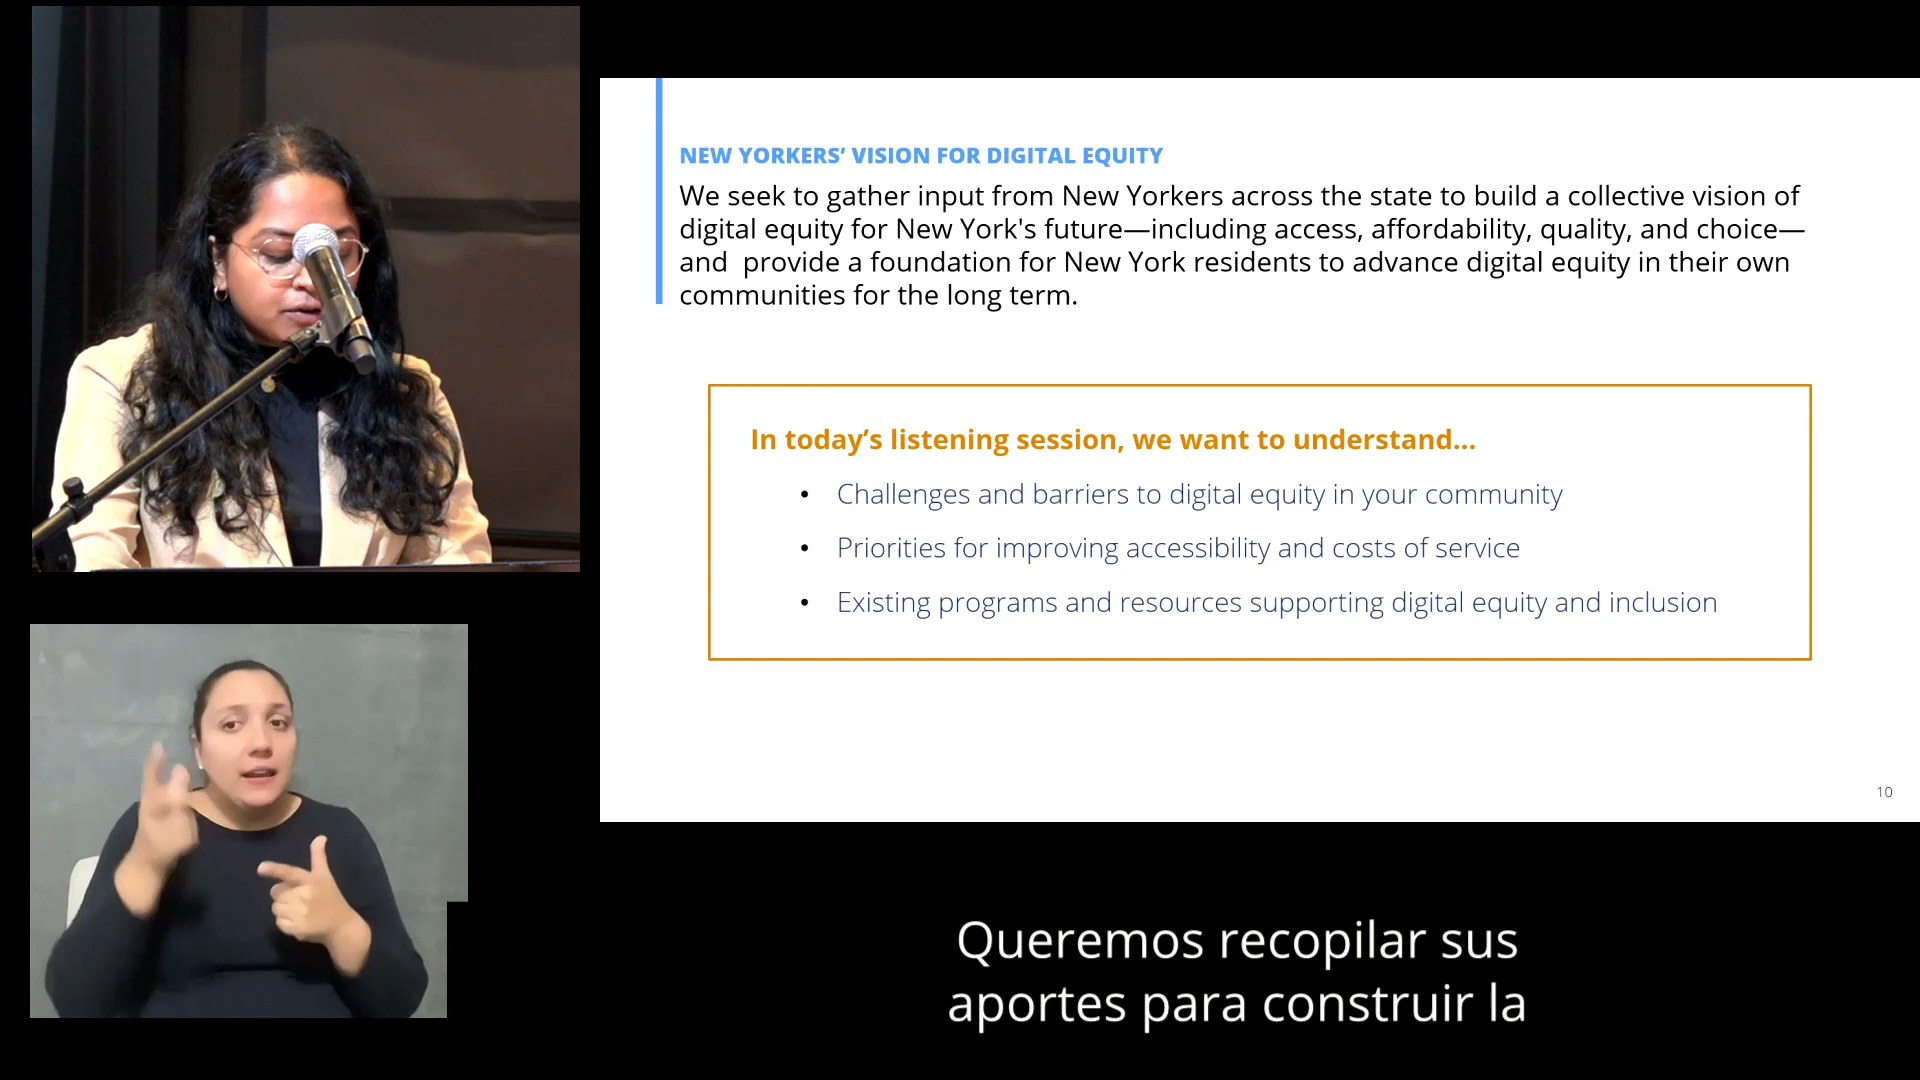 NEW YORKERS’ VISION FOR DIGITAL EQUITY
We seek to gather input from New Yorkers across the state to build a collective vision of
digital equity for New York's future—including access, affordability, quality, and choice—
and  provide a foundation for New York residents to advance digital equity in their own
communities for the long term.
In today’s listening session, we want to understand...
• Challenges and barriers to digital equity in your community
• Priorities for improving accessibility and costs of service
• Existing programs and resources supporting digital equity and inclusion
10
Queremos recopilar sus
aportes para construir la